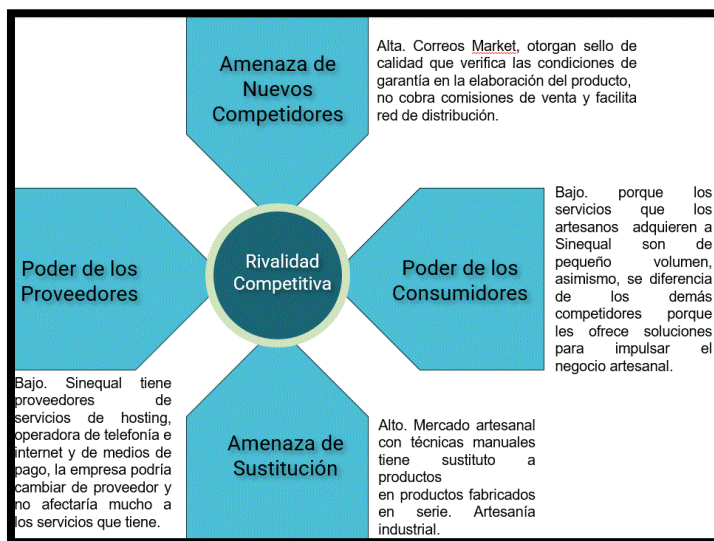 Amenaza de
Nuevos
Competidores
Alta. Correos Market, otorgan sello de
calidad que verifica las condiciones de
garantía en la elaboración del producto,
no cobra comisiones de venta y facilita
red de distribución.
Poder de los
Proveedores
Rivalidad
Competitiva
Poder de los
Consumidores
Bajo. porque los
servicios que los
artesanos adquieren a
Sinequal son de
pequeño volumen,
asimismo, se diferencia
de los demás
competidores porque
les ofrece soluciones
para impulsar el
negocio artesanal.
Bajo. Sinequal tiene
proveedores de
servicios de hosting,
operadora de telefonía e
internet y de medios de
pago, la empresa podría
cambiar de proveedor y
no afectaría mucho a
los servicios que tiene.
Amenaza de
Sustitución
Alto. Mercado artesanal
con técnicas manuales
tiene sustituto a
productos
en productos fabricados
en serie. Artesanía
industrial.